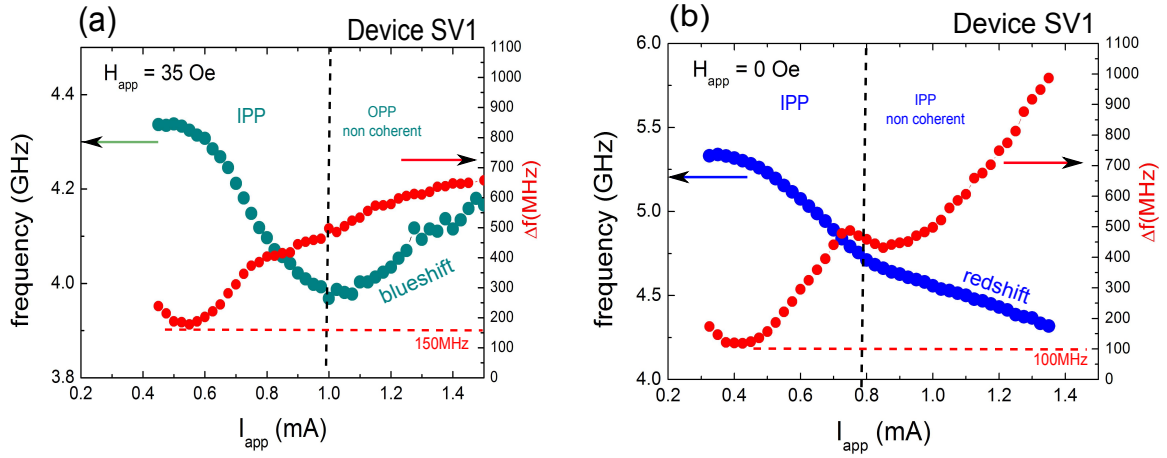 (a)
Device SV1
H_app = 35 Oe
IPP
OPP
non coherent
blueshift
150MHz
frequency (GHz)
4.4
4.2
4.0
3.8
0.2 0.4 0.6 0.8 1.0 1.2 1.4
I_app (mA)
1100
1000
900
800
700
600
500
400
300
200
100
0
Δf(MHz)
(b)
Device SV1
H_app = 0 Oe
IPP
IPP
non coherent
redshift
100MHz
frequency (GHz)
6.0
5.5
5.0
4.5
4.0
0.2 0.4 0.6 0.8 1.0 1.2 1.4
I_app (mA)
1100
1000
900
800
700
600
500
400
300
200
100
0
Δf(MHz)